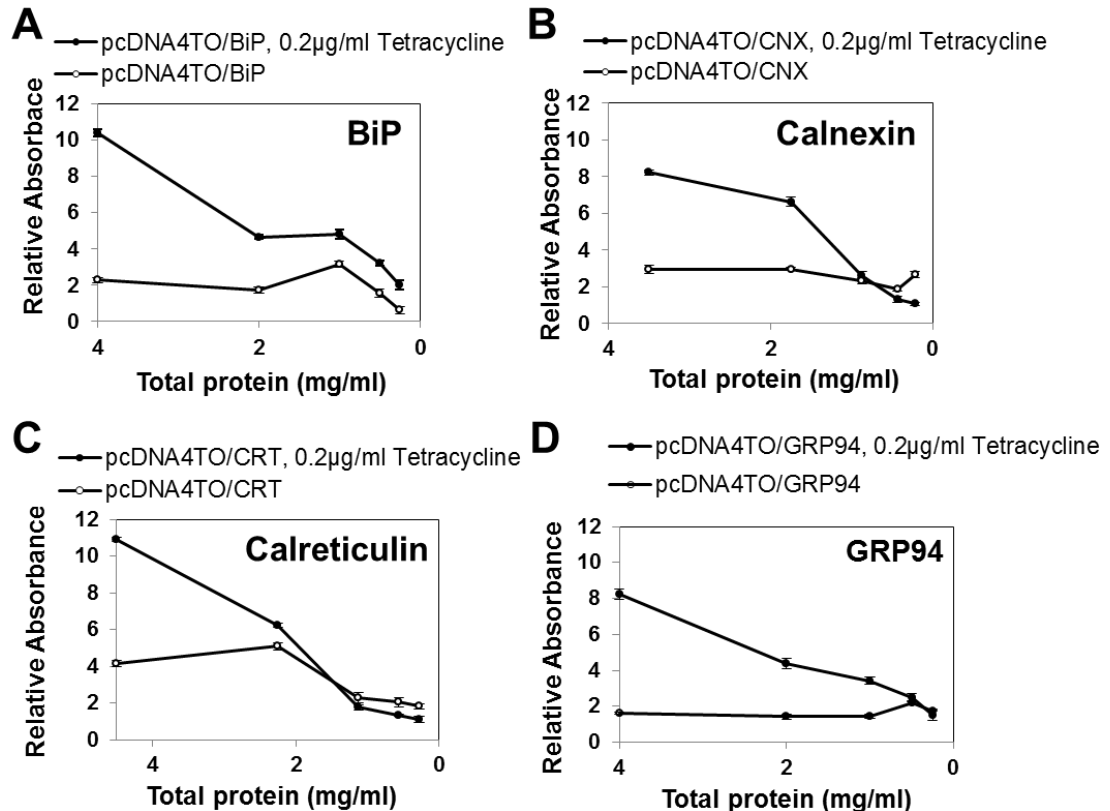 A
pcDNA4TO/BiP, 0.2µg/ml Tetracycline
pcDNA4TO/BiP
BiP
Relative Absorbace
12
10
8
6
4
2
0
4 2 0
Total protein (mg/ml)
B
pcDNA4TO/CNX, 0.2µg/ml Tetracycline
pcDNA4TO/CNX
Calnexin
Relative Absorbance
12
10
8
6
4
2
0
4 2 0
Total protein (mg/ml)
C
pcDNA4TO/CRT, 0.2µg/ml Tetracycline
pcDNA4TO/CRT
Calreticulin
Relative Absorbance
12
10
8
6
4
2
0
4 2 0
Total protein (mg/ml)
D
pcDNA4TO/GRP94, 0.2µg/ml Tetracycline
pcDNA4TO/GRP94
GRP94
Relative Absorbance
12
10
8
6
4
2
0
4 2 0
Total protein (mg/ml)